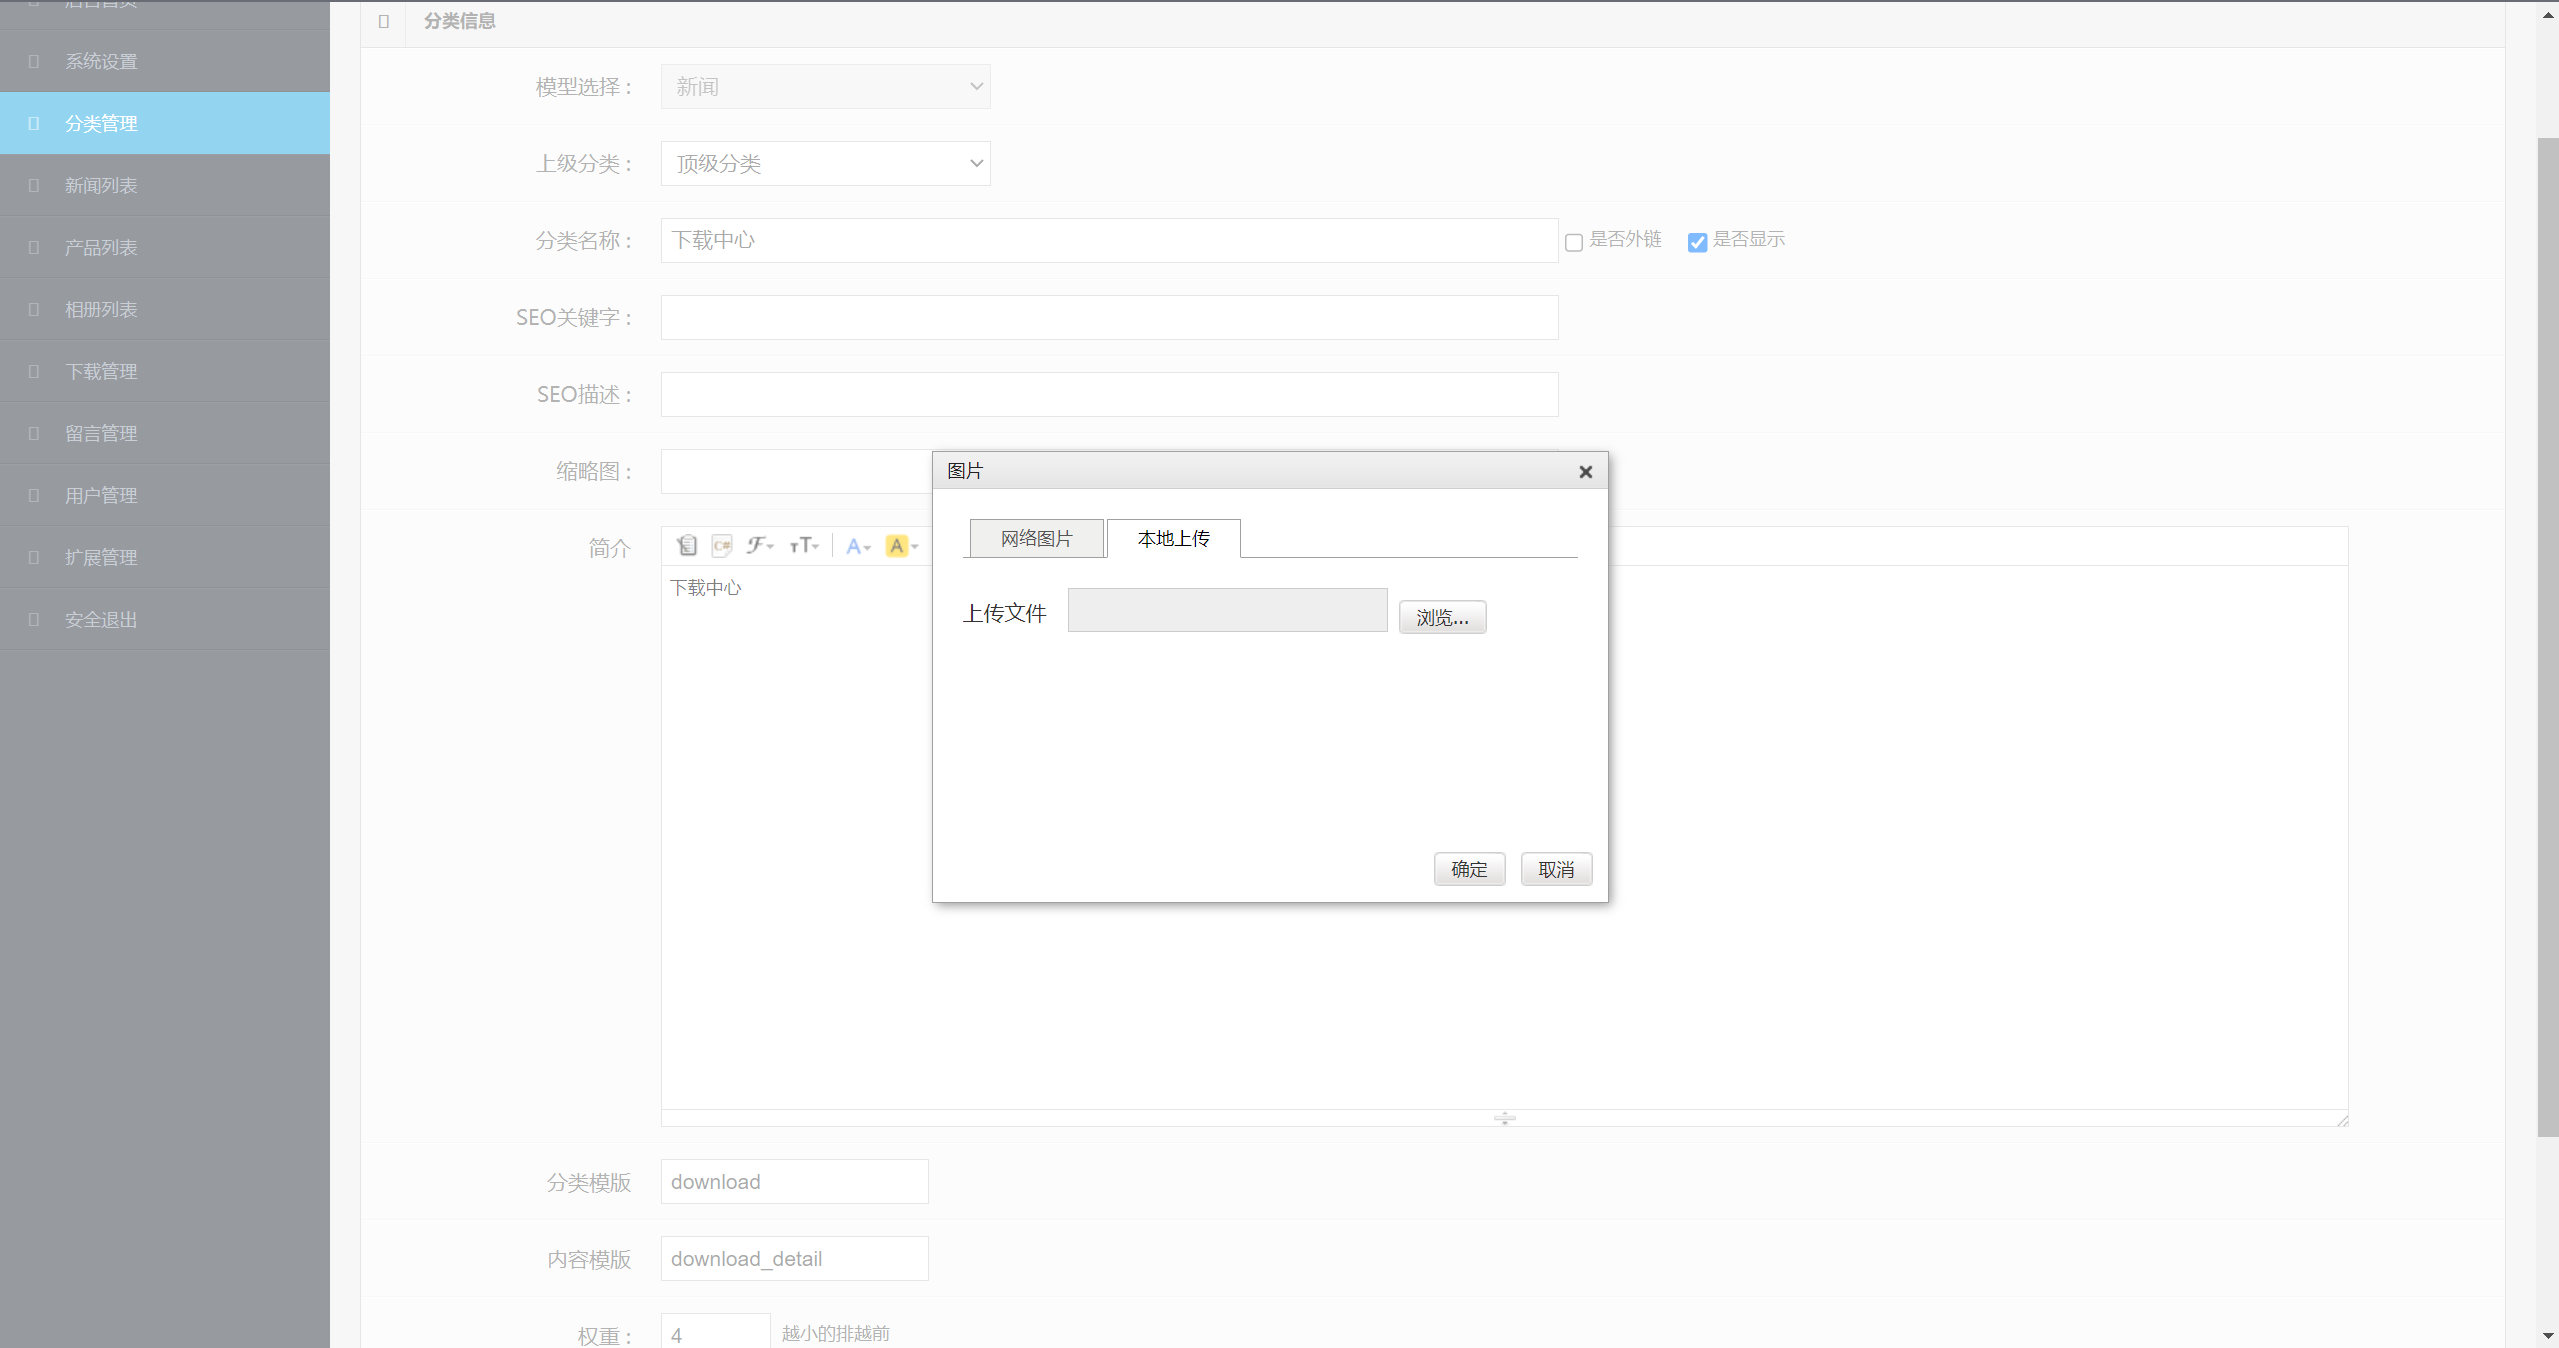 后台首页
系统设置
分类管理
新闻列表
产品列表
相册列表
下载管理
留言管理
用户管理
扩展管理
安全退出
分类信息
模型选择：
新闻
上级分类：
顶级分类
分类名称：
下载中心
是否外链
是否显示
SEO关键字：
SEO描述：
缩略图：
图片
网络图片
本地上传
上传文件
浏览...
确定
取消
简介
下载中心
分类模版
download
内容模版
download_detail
权重：
4
越小的排越前